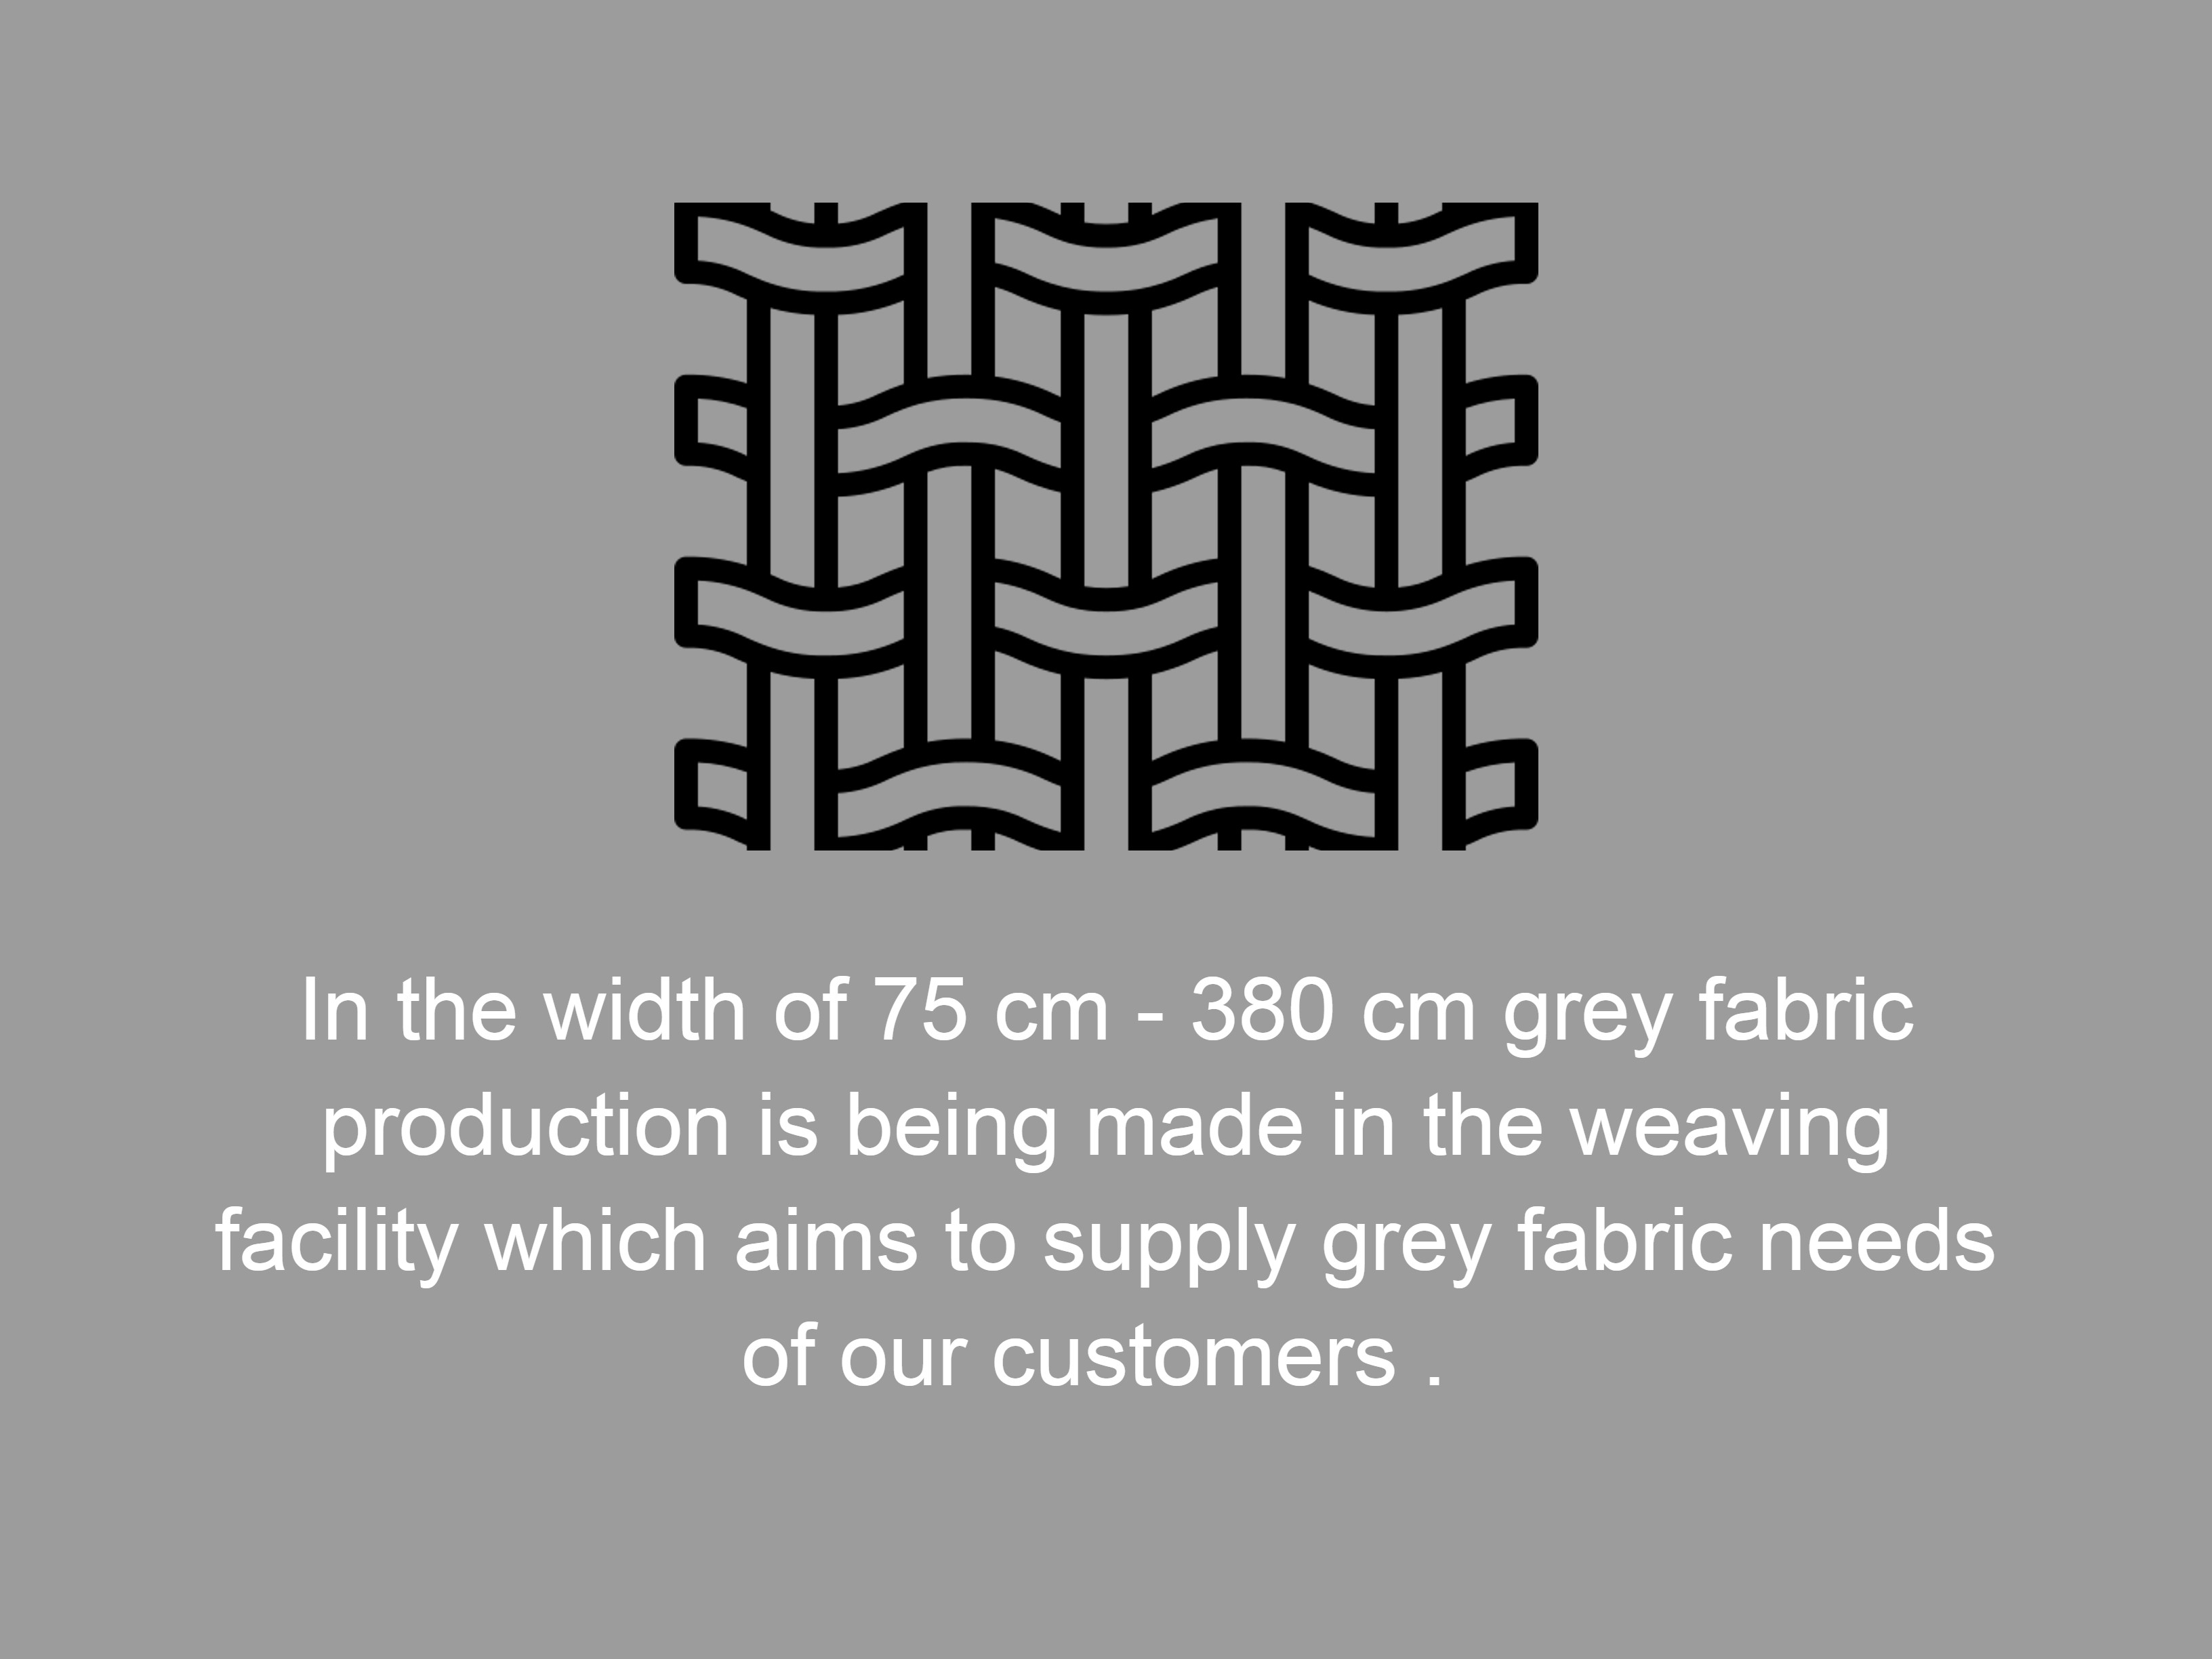 In the width of 75 cm - 380 cm grey fabric
production is being made in the weaving
facility which aims to supply grey fabric needs
of our customers .